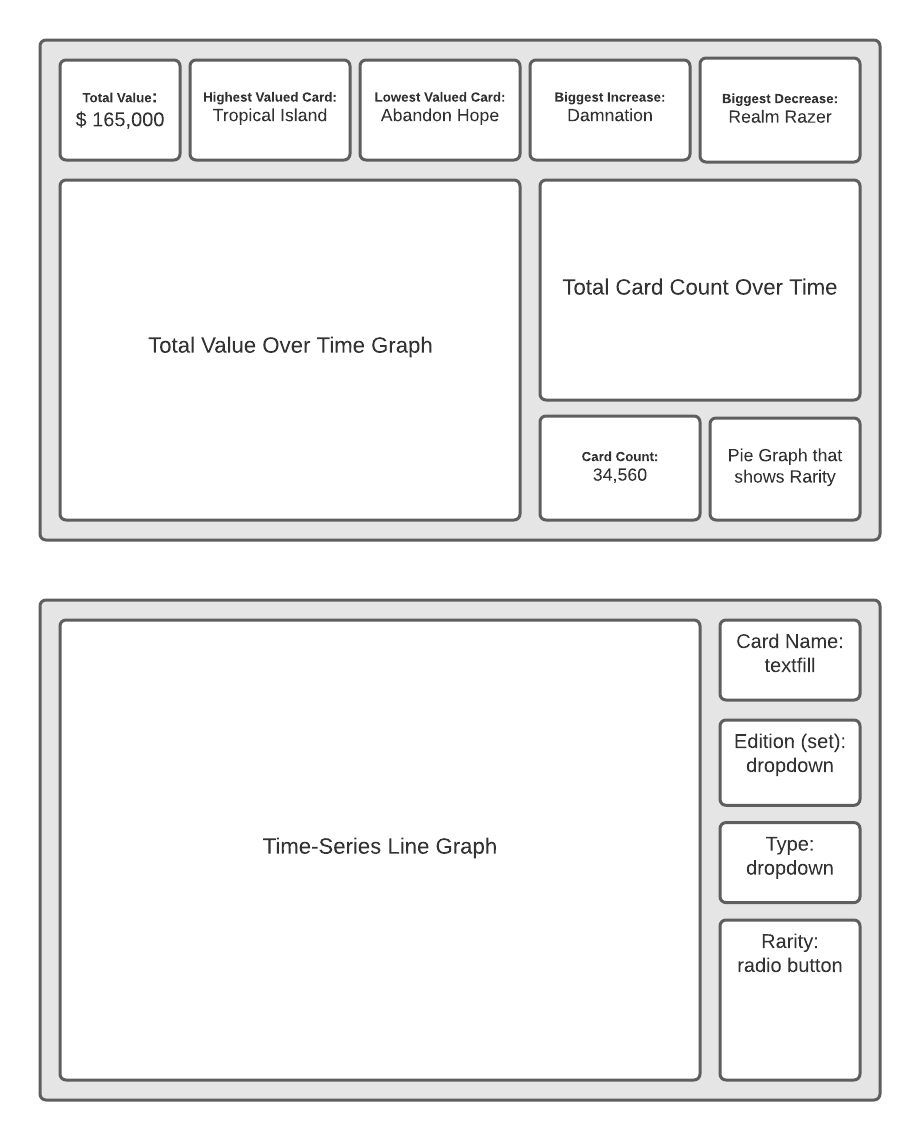 Total Value:
$ 165,000
Highest Valued Card:
Tropical Island
Lowest Valued Card:
Abandon Hope
Biggest Increase:
Damnation
Biggest Decrease:
Realm Razer
Total Value Over Time Graph
Total Card Count Over Time
Card Count:
34,560
Pie Graph that
shows Rarity
Time-Series Line Graph
Card Name:
textfill
Edition (set):
dropdown
Type:
dropdown
Rarity:
radio button